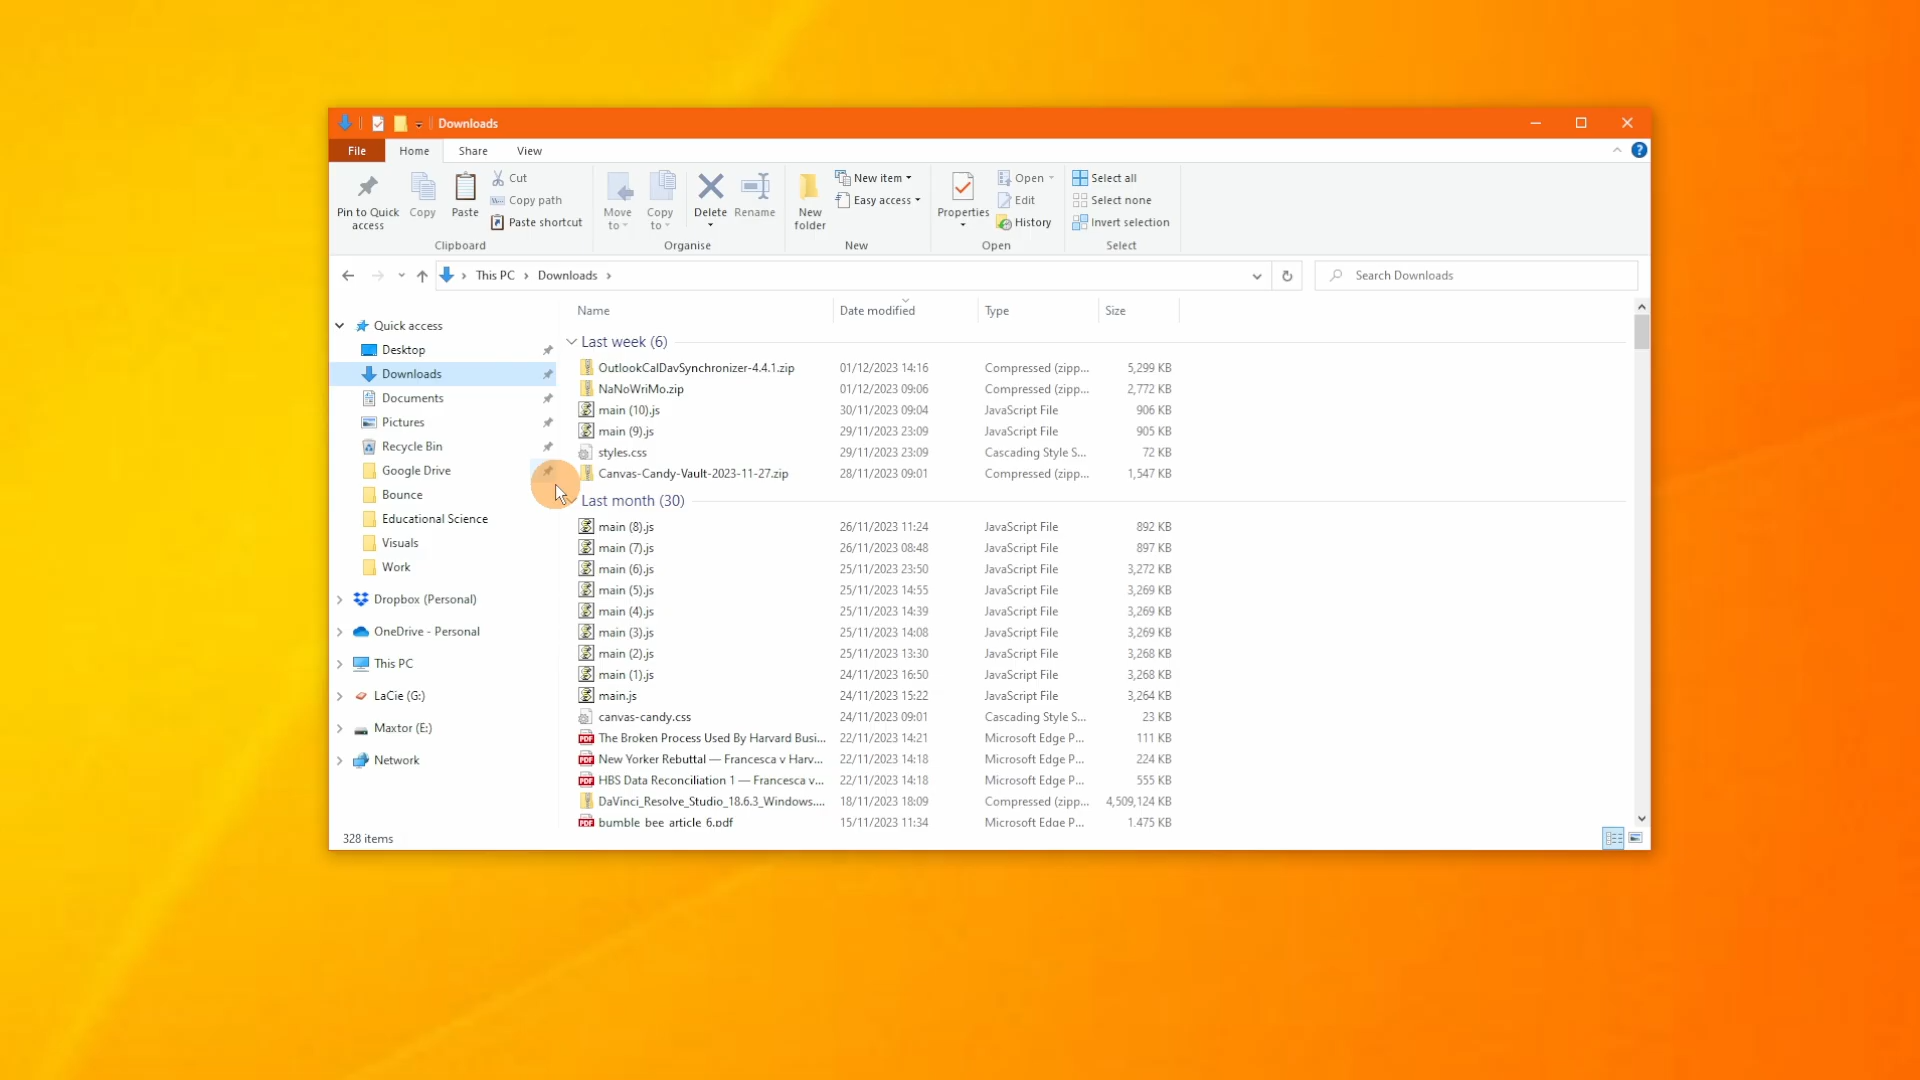 Downloads
File Home Share View
Pin to Quick access
Copy
Paste
Cut
Copy path
Paste shortcut
Clipboard
Move to
Copy to
Delete
Rename
Organise
New folder
New item
Easy access
New
Properties
Open
Edit
History
Open
Select all
Select none
Invert selection
Select
This PC Downloads
Search Downloads
Quick access
Desktop
Downloads
Documents
Pictures
Recycle Bin
Google Drive
Bounce
Educational Science
Visuals
Work
Dropbox (Personal)
OneDrive - Personal
This PC
LaCie (G:)
Maxtor (E:)
Network
Name Date modified Type Size
Last week (6)
OutlookCalDavSynchronizer-4.4.1.zip 01/12/2023 14:16 Compressed (zipp... 5,299 KB
NaNoWriMo.zip 01/12/2023 09:06 Compressed (zipp... 2,772 KB
main (10).js 30/11/2023 09:04 JavaScript File 906 KB
main (9).js 29/11/2023 23:09 JavaScript File 905 KB
styles.css 29/11/2023 23:09 Cascading Style S... 72 KB
Canvas-Candy-Vault-2023-11-27.zip 28/11/2023 09:01 Compressed (zipp... 1,547 KB
Last month (30)
main (8).js 26/11/2023 11:24 JavaScript File 892 KB
main (7).js 26/11/2023 08:48 JavaScript File 897 KB
main (6).js 25/11/2023 23:50 JavaScript File 3,272 KB
main (5).js 25/11/2023 14:55 JavaScript File 3,269 KB
main (4).js 25/11/2023 14:39 JavaScript File 3,269 KB
main (3).js 25/11/2023 14:08 JavaScript File 3,269 KB
main (2).js 25/11/2023 13:30 JavaScript File 3,268 KB
main (1).js 24/11/2023 16:50 JavaScript File 3,268 KB
main.js 24/11/2023 15:22 JavaScript File 3,264 KB
canvas-candy.css 24/11/2023 09:01 Cascading Style S... 23 KB
The Broken Process Used By Harvard Busi... 22/11/2023 14:21 Microsoft Edge P... 111 KB
New Yorker Rebuttal — Francesca v Harv... 22/11/2023 14:18 Microsoft Edge P... 224 KB
HBS Data Reconciliation 1 — Francesca v... 22/11/2023 14:18 Microsoft Edge P... 555 KB
DaVinci_Resolve_Studio_18.6.3_Windows.... 18/11/2023 18:09 Compressed (zipp... 4,509,124 KB
bumble_bee_article_6.pdf 15/11/2023 11:34 Microsoft Edge P... 1,475 KB
328 items